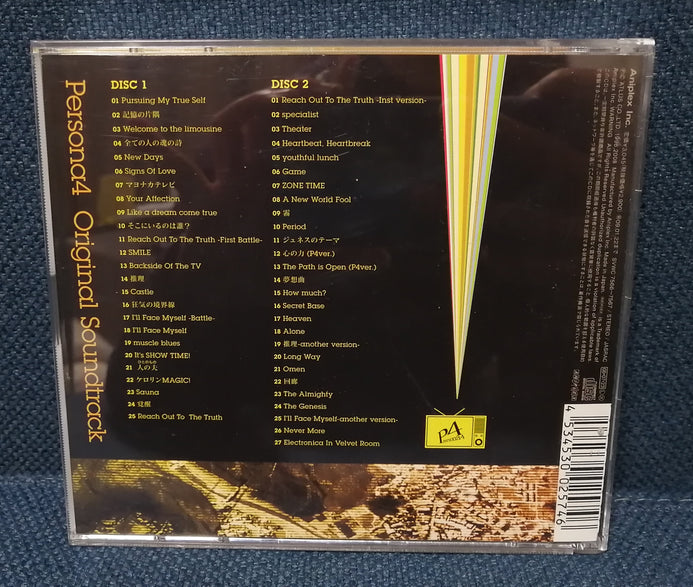 Persona4 Original Soundtrack
DISC 1
01 Pursuing My True Self
02 記憶の片隅
03 Welcome to the limousine
04 全ての人の魂の詩
05 New Days
06 Signs Of Love
07 マヨナカテレビ
08 Your Affection
09 Like a dream come true
10 そこにいるのは誰?
11 Reach Out To The Truth -First Battle-
12 SMILE
13 Backside Of The TV
14 推理
15 Castle
16 狂気の境界線
17 I'll Face Myself -Battle-
18 I'll Face Myself
19 muscle blues
20 It's SHOW TIME!
ひとのもの
21 人の夫
22 ケロリンMAGIC!
23 Sauna
24 覚醒
25 Reach Out To The Truth
DISC 2
01 Reach Out To The Truth -Inst version-
02 specialist
03 Theater
04 Heartbeat, Heartbreak
05 youthful lunch
06 Game
07 ZONE TIME
08 A New World Fool
09 霧
10 Period
11 ジュネスのテーマ
12 心の力 (P4ver.)
13 The Path is Open (P4ver.)
14 夢想曲
15 How much?
16 Secret Base
17 Heaven
18 Alone
19 推理-another version-
20 Long Way
21 Omen
22 回廊
23 The Almighty
24 The Genesis
25 I'll Face Myself-another version-
26 Never More
27 Electronica In Velvet Room
P4
PERSONA4
Aniplex Inc.
4 534530 025746